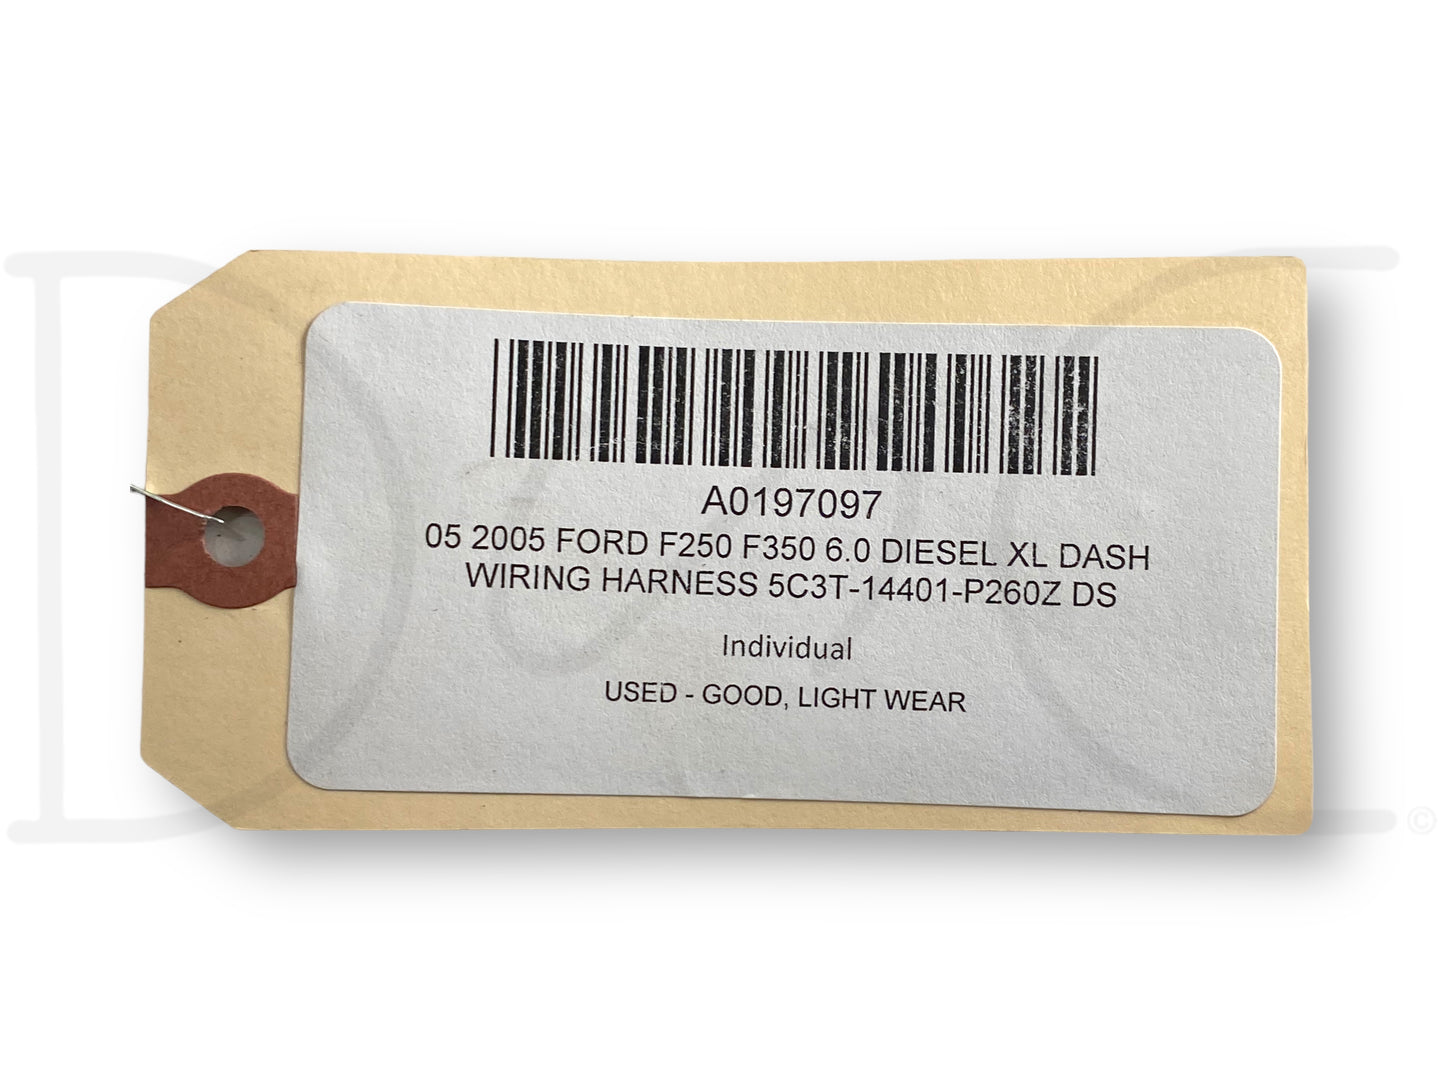 A0197097
05 2005 FORD F250 F350 6.0 DIESEL XL DASH
WIRING HARNESS 5C3T-14401-P260Z DS
Individual
USED - GOOD, LIGHT WEAR
©